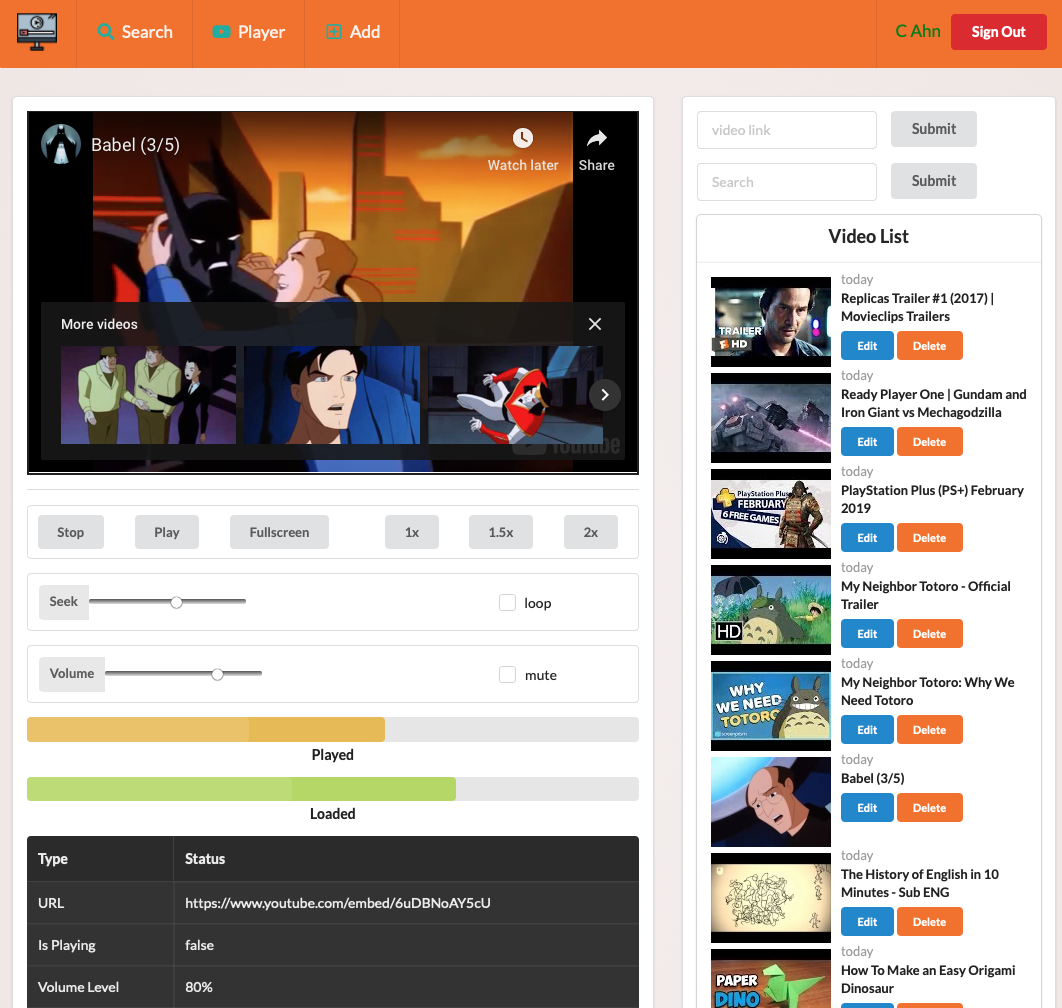 Search
Player
Add
C Ahn
Sign Out
Babel (3/5)
Watch later
Share
More videos
YouTube
Stop
Play
Fullscreen
1x
1.5x
2x
Seek
loop
Volume
mute
Played
Loaded
Type
Status
URL
https://www.youtube.com/embed/6uDBNoAY5cU
Is Playing
false
Volume Level
80%
video link
Submit
Search
Submit
Video List
TRAILER
HD
today
Replicas Trailer #1 (2017) |
Movieclips Trailers
Edit
Delete
today
Ready Player One | Gundam and
Iron Giant vs Mechagodzilla
Edit
Delete
PlayStation Plus
FEBRUARY
6 FREE GAMES
today
PlayStation Plus (PS+) February
2019
Edit
Delete
HD
today
My Neighbor Totoro - Official
Trailer
Edit
Delete
WHY
WE NEED
TOTORO
screenprism
today
My Neighbor Totoro: Why We
Need Totoro
Edit
Delete
today
Babel (3/5)
Edit
Delete
today
The History of English in 10
Minutes - Sub ENG
Edit
Delete
PAPER
DINO
today
How To Make an Easy Origami
Dinosaur